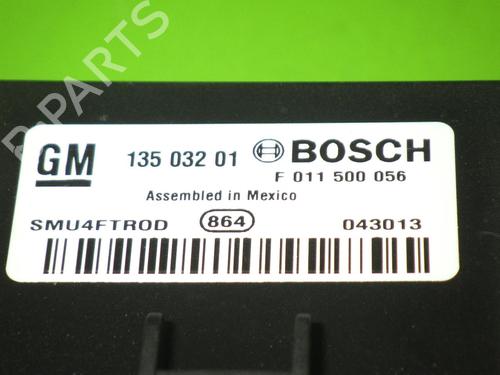 B-PARTS
GM 135 032 01 BOSCH
F 011 500 056
Assembled in Mexico
SMU4FTROD 864 043013